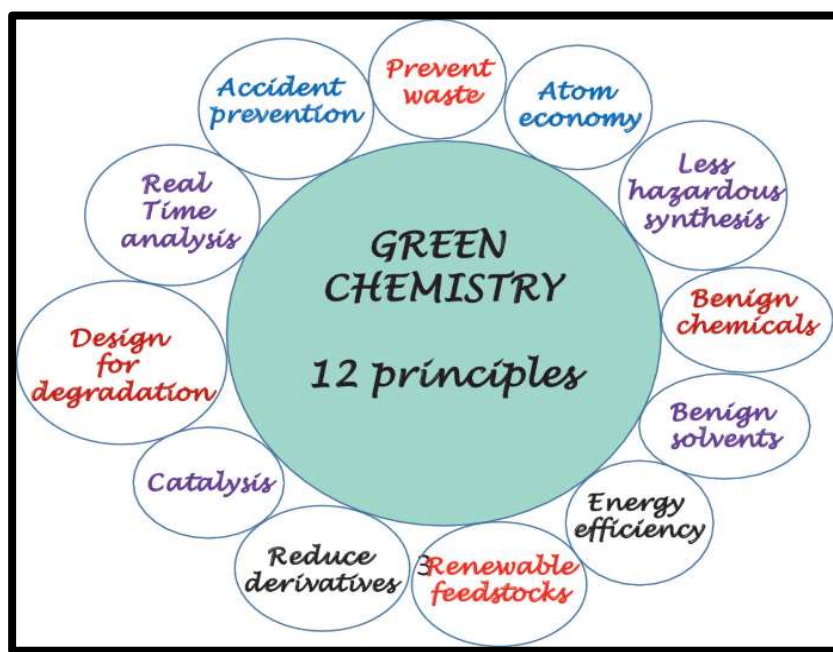 GREEN
CHEMISTRY
12 principles
Prevent
waste
Atom
economy
Less
hazardous
synthesis
Benign
chemicals
Benign
solvents
Energy
efficiency
3
Renewable
feedstocks
Reduce
derivatives
Catalysis
Design
for
degradation
Real
Time
analysis
Accident
prevention